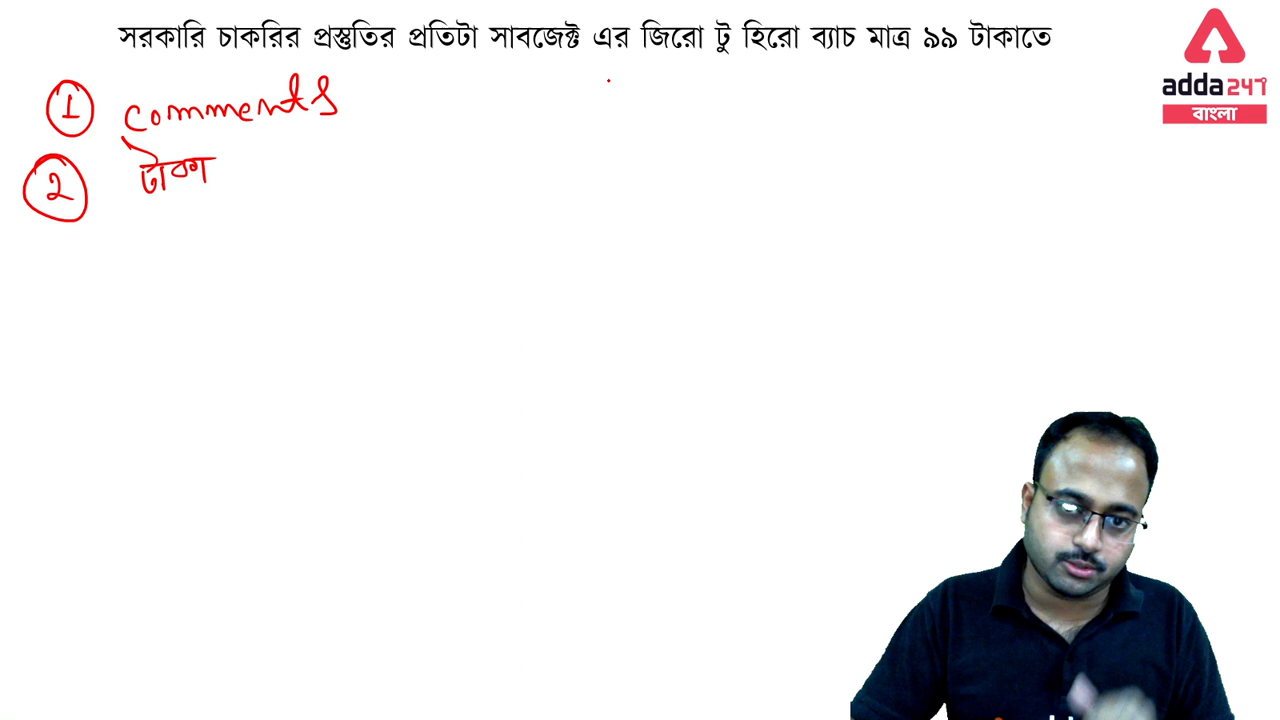 সরকারি চাকরির প্রস্তুতির প্রতিটা সাবজেক্ট এর জিরো টু হিরো ব্যাচ মাত্র ৯৯ টাকাতে
adda247
বাংলা
1 comments
2 টাকা